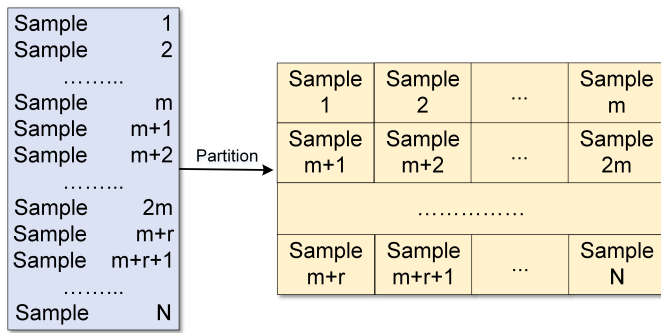 Sample 1
Sample 2
………...
Sample m
Sample m+1
Sample m+2
………...
Sample 2m
Sample m+r
Sample m+r+1
………...
Sample N
Partition
Sample Sample ... Sample
1 2 m
Sample Sample ... Sample
m+1 m+2 2m
……………
Sample Sample ... Sample
m+r m+r+1 N